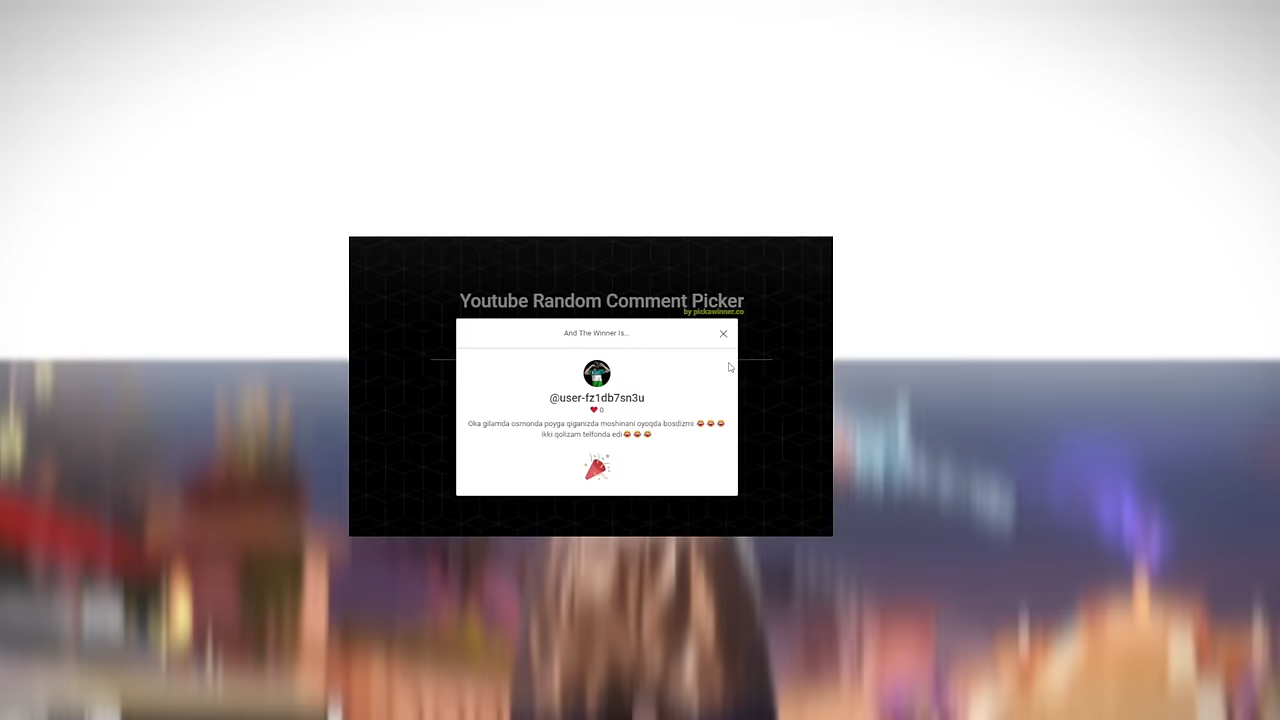 Youtube Random Comment Picker
by pickawinner.co
And The Winner Is...
@user-fz1db7sn3u
0
Oka gilamda osmonda poyga qiganizda moshinani oyoqda bosdizmi 😂 😂 😂
ikki qolizam telfonda edi😂 😂 😂